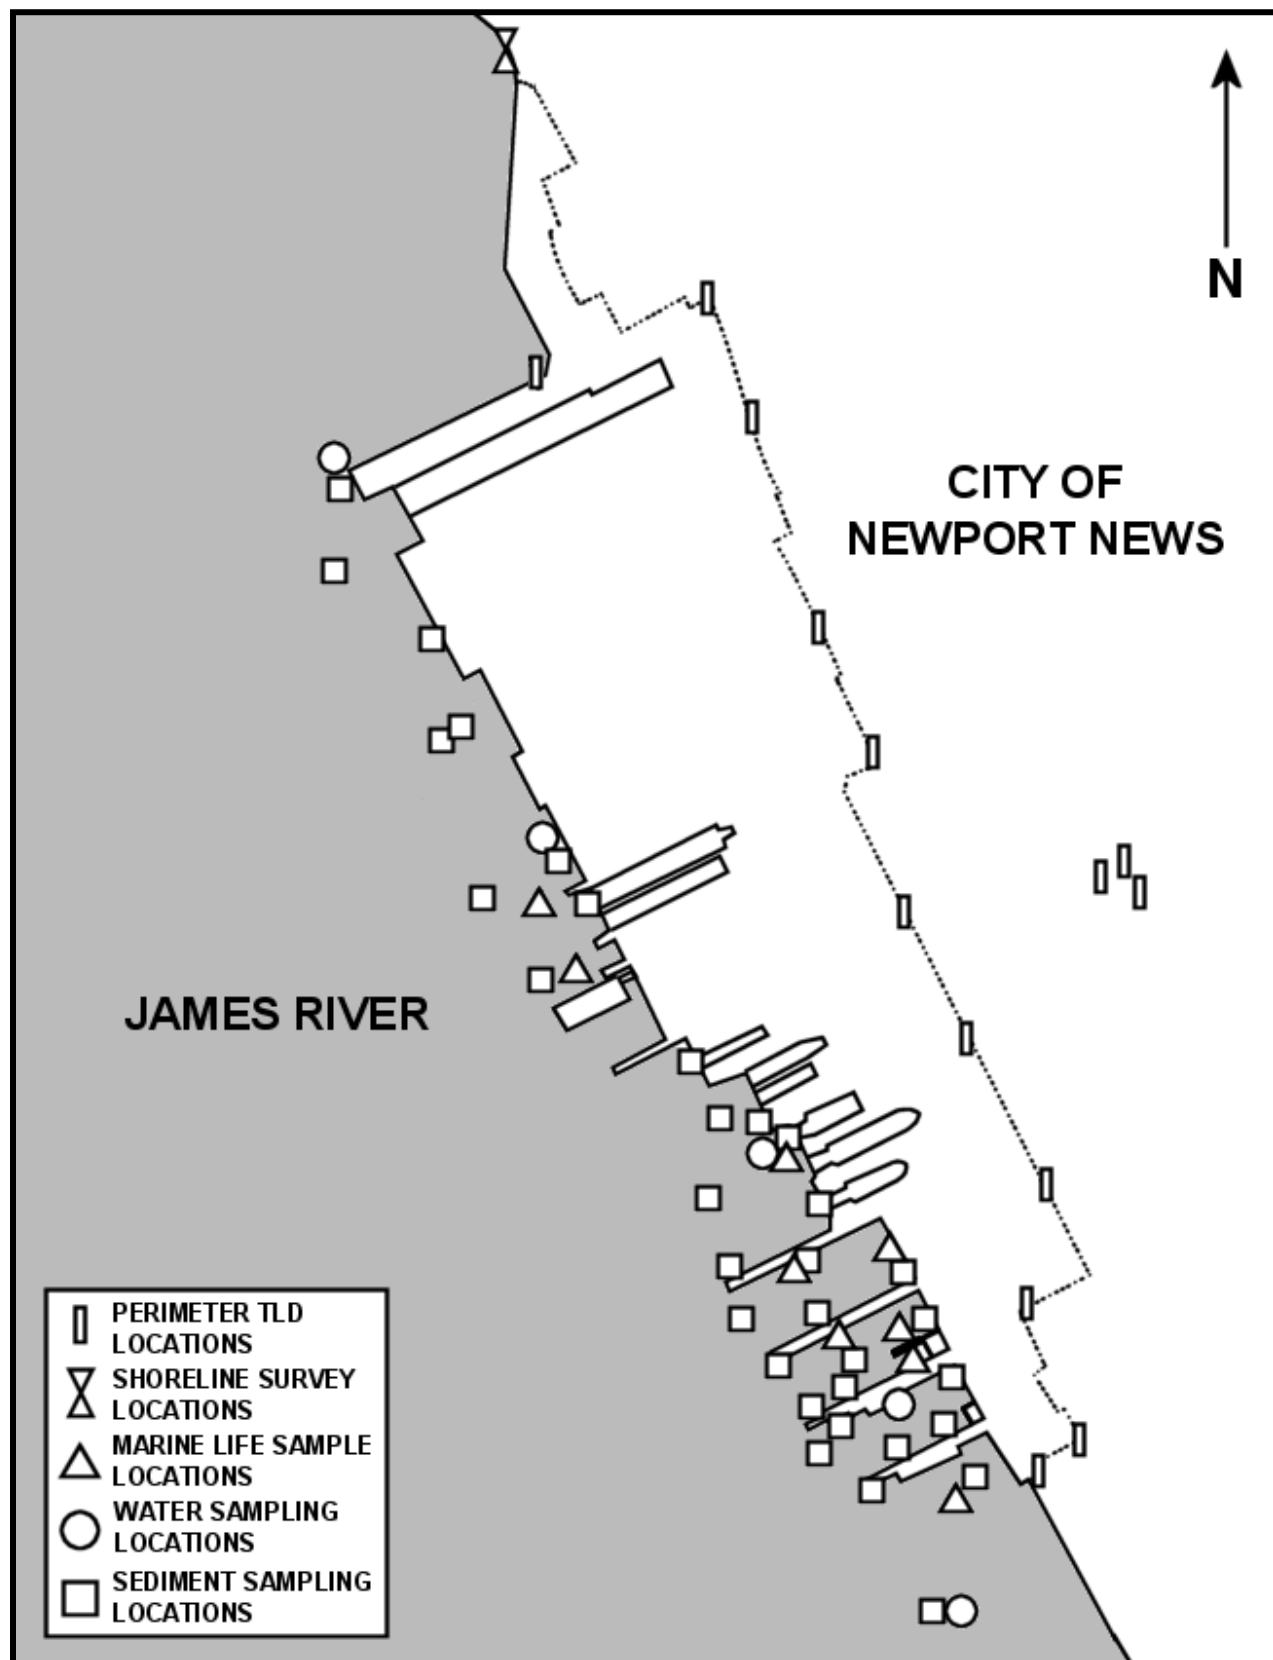 N
CITY OF
NEWPORT NEWS
JAMES RIVER
PERIMETER TLD
LOCATIONS
SHORELINE SURVEY
LOCATIONS
MARINE LIFE SAMPLE
LOCATIONS
WATER SAMPLING
LOCATIONS
SEDIMENT SAMPLING
LOCATIONS